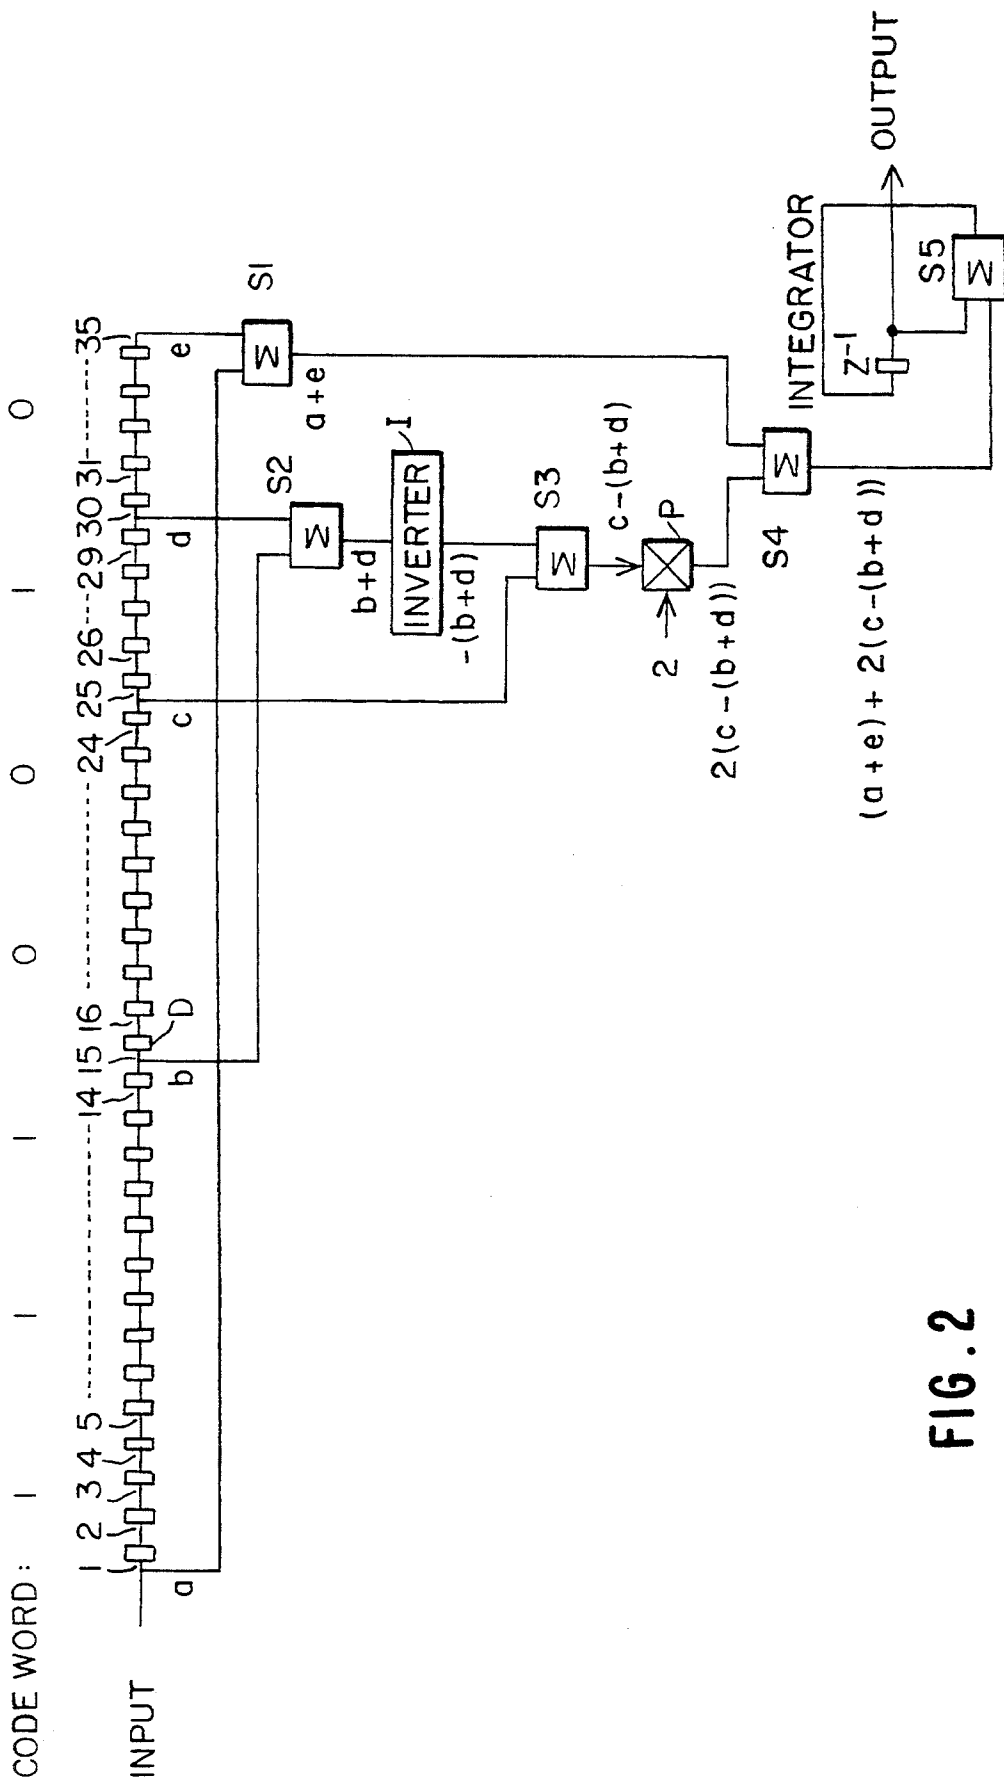 CODE WORD: 1 1 1 0 0 1 0
1 2 3 4 5 14 15 16 24 25 26 29 30 31 35
INPUT
a b D c d e
S1
a+e
S2
b+d
I
INVERTER
-(b+d)
S3
c-(b+d)
2
P
2(c-(b+d))
S4
(a+e)+2(c-(b+d))
INTEGRATOR
Z-1
S5
OUTPUT
Σ
Σ
Σ
Σ
Σ
FIG.2